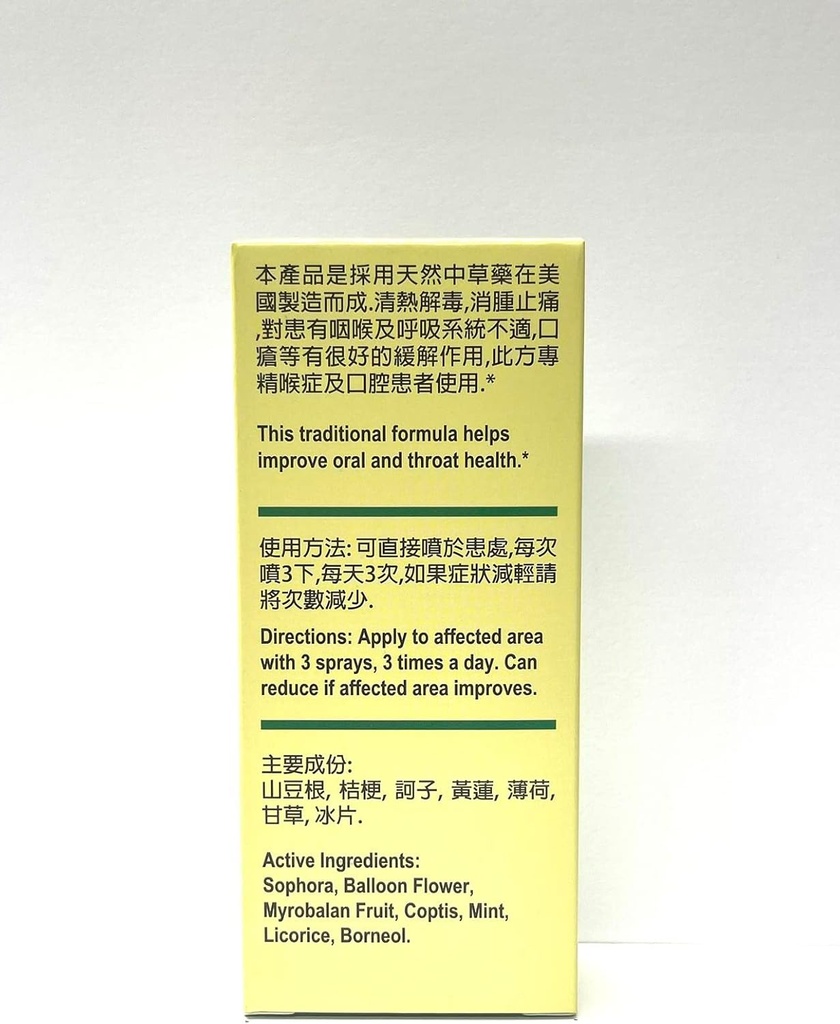 本產品是採用天然中草藥在美
國製造而成.清熱解毒,消腫止痛
,對患有咽喉及呼吸系統不適,口
瘡等有很好的緩解作用,此方專
精喉症及口腔患者使用.*
This traditional formula helps
improve oral and throat health.*
使用方法: 可直接噴於患處,每次
噴3下,每天3次,如果症狀減輕請
將次數減少.
Directions: Apply to affected area
with 3 sprays, 3 times a day. Can
reduce if affected area improves.
主要成份:
山豆根, 桔梗, 訶子, 黃蓮, 薄荷,
甘草, 冰片.
Active Ingredients:
Sophora, Balloon Flower,
Myrobalan Fruit, Coptis, Mint,
Licorice, Borneol.